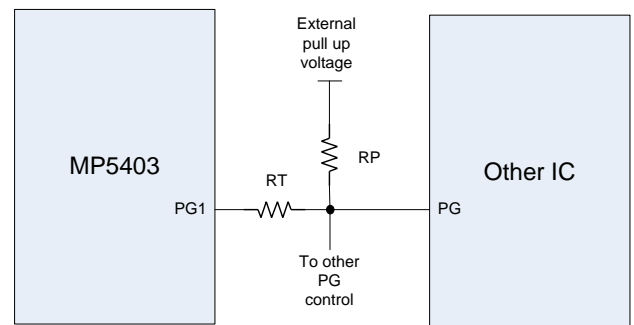 External
pull up
voltage
MP5403
RP
Other IC
RT
PG1
PG
To other
PG
control